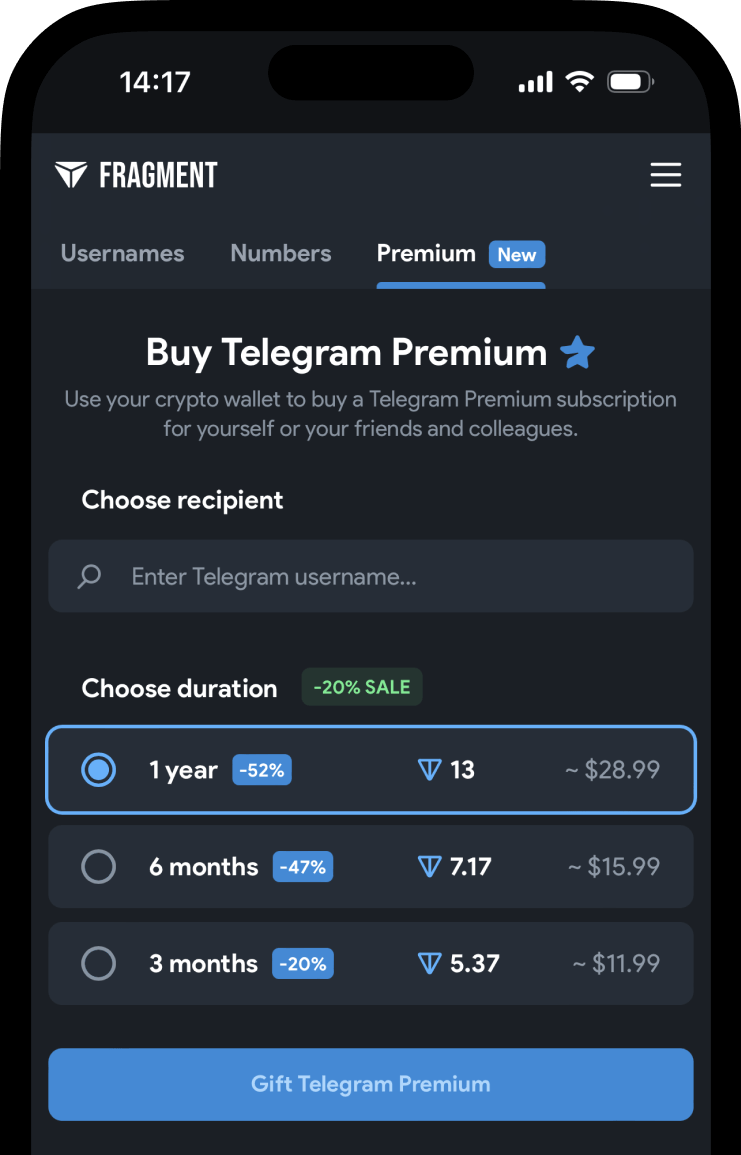 14:17
FRAGMENT
Usernames Numbers Premium New
Buy Telegram Premium
Use your crypto wallet to buy a Telegram Premium subscription
for yourself or your friends and colleagues.
Choose recipient
Enter Telegram username...
Choose duration -20% SALE
1 year -52% 13 ~ $28.99
6 months -47% 7.17 ~ $15.99
3 months -20% 5.37 ~ $11.99
Gift Telegram Premium